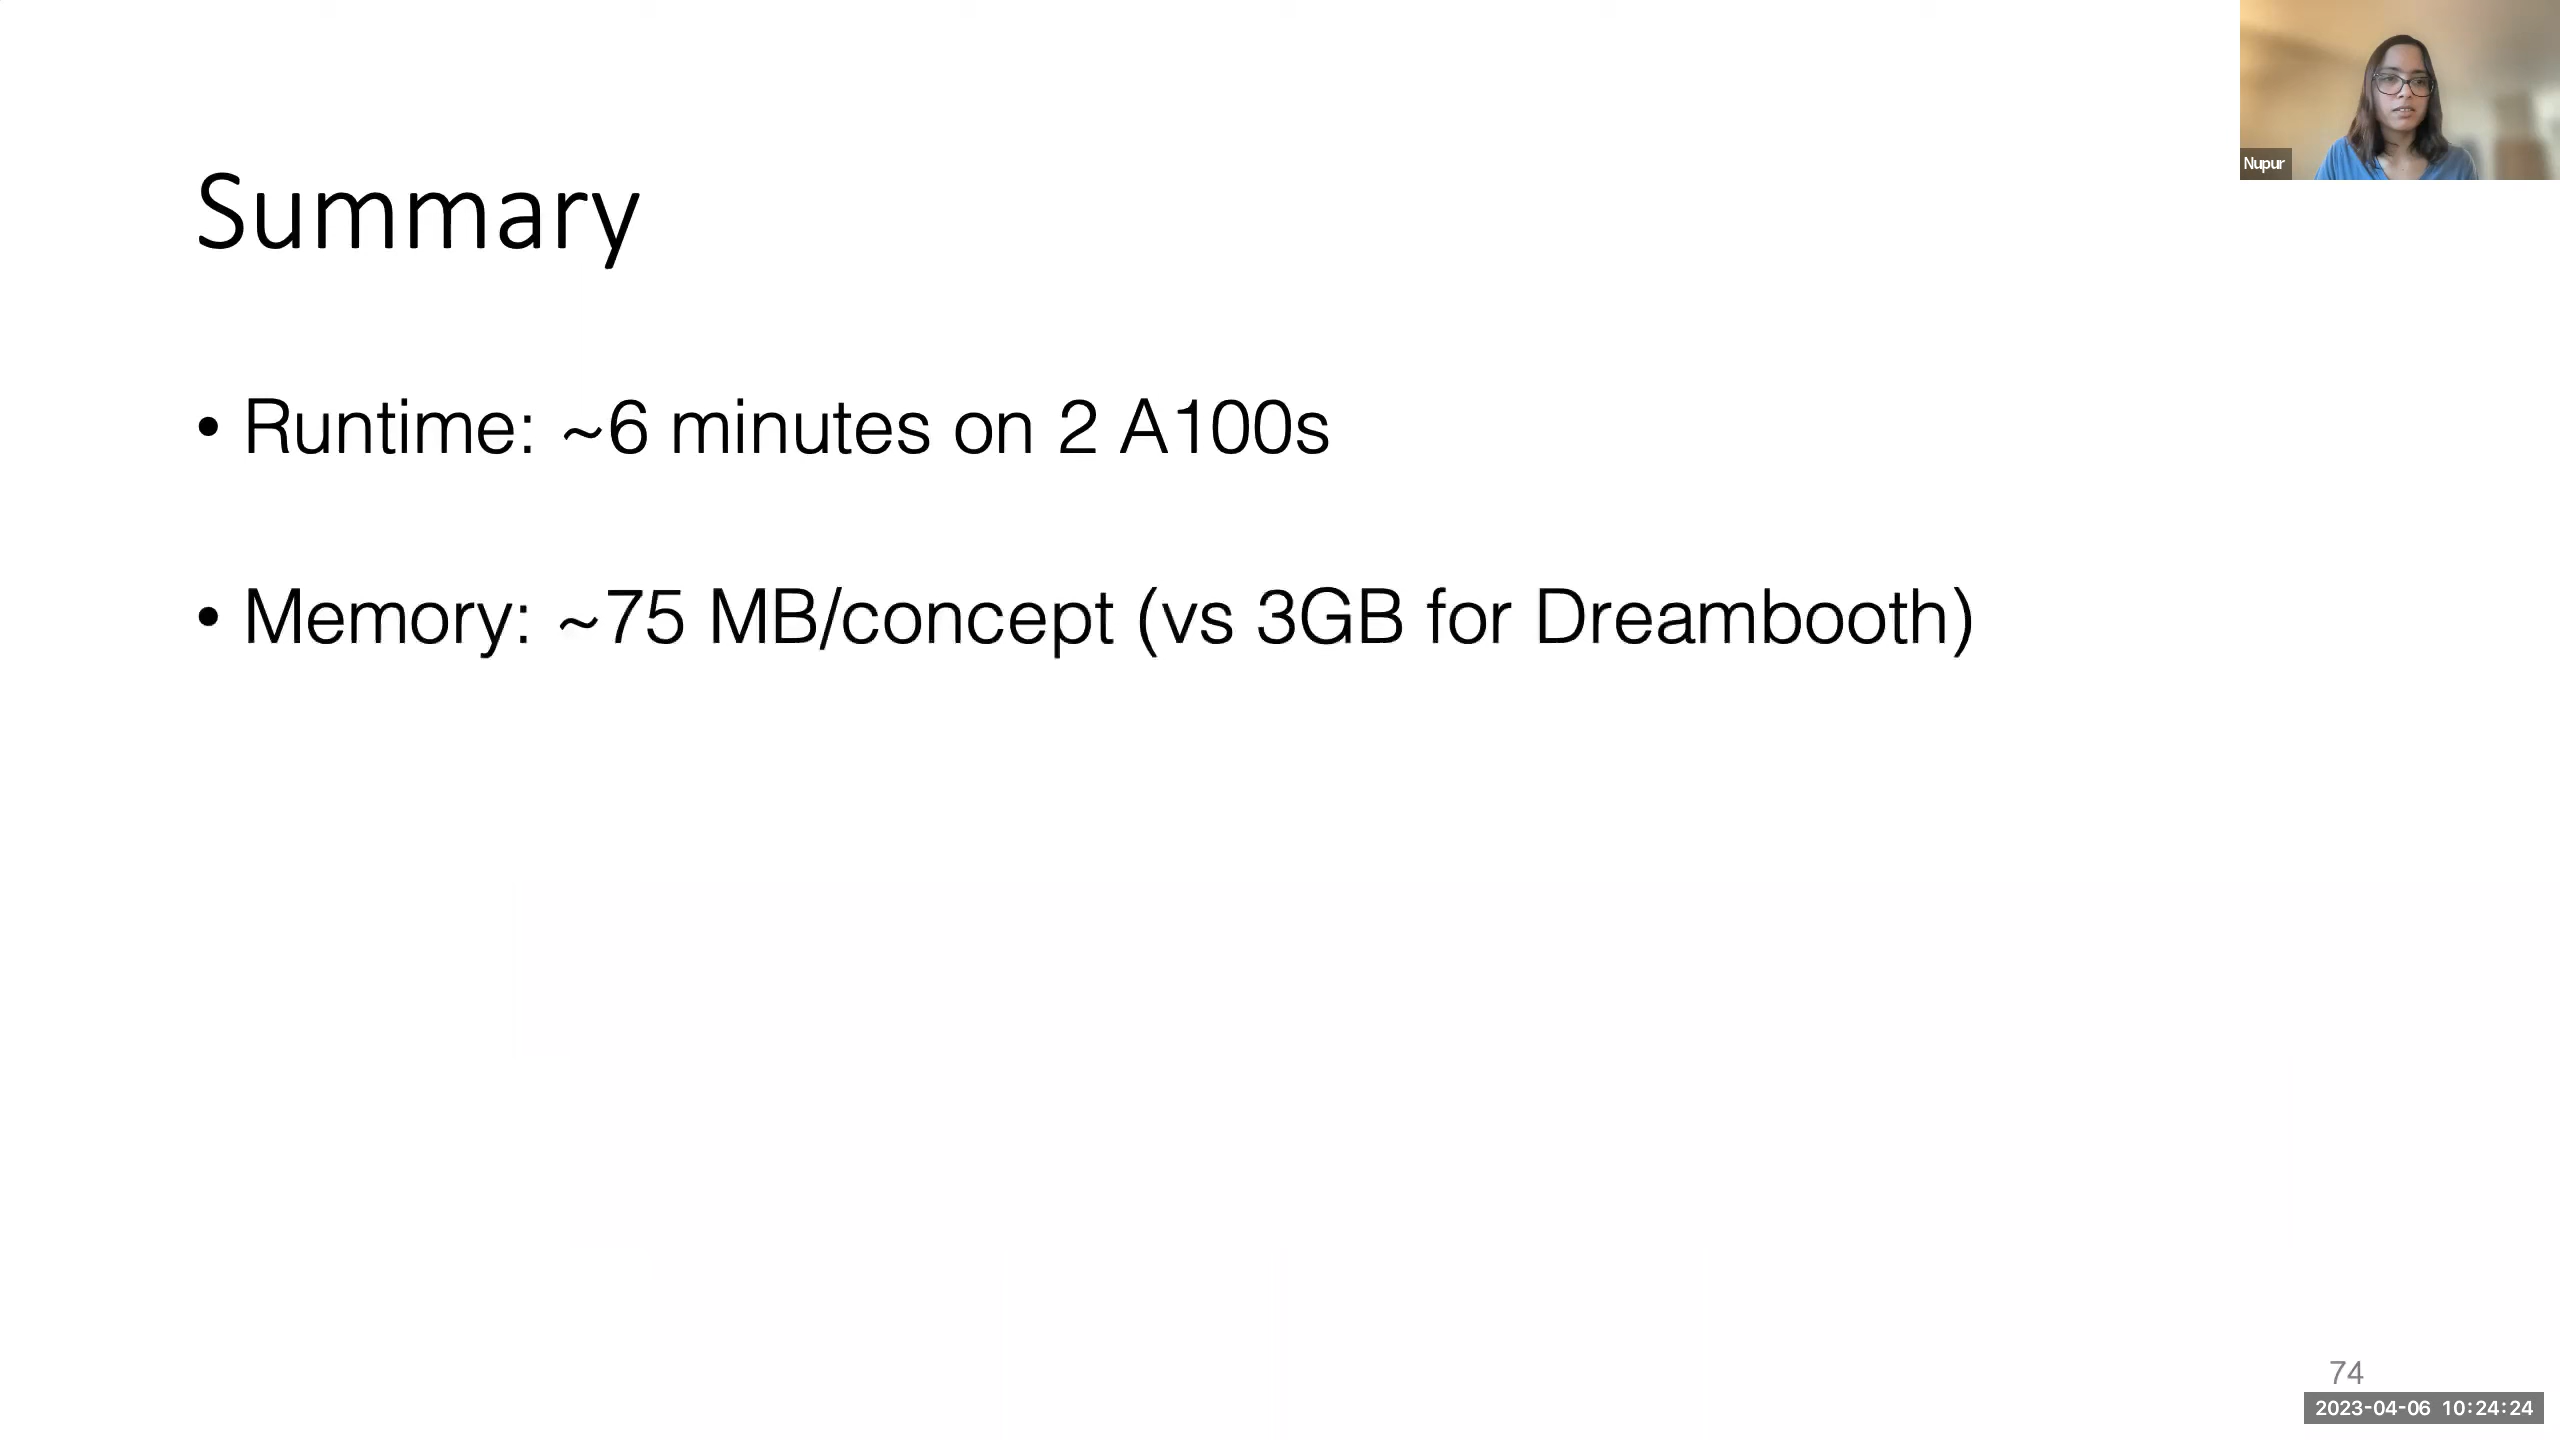 Nupur
Summary
• Runtime: ~6 minutes on 2 A100s
• Memory: ~75 MB/concept (vs 3GB for Dreambooth)
74
2023-04-06 10:24:24